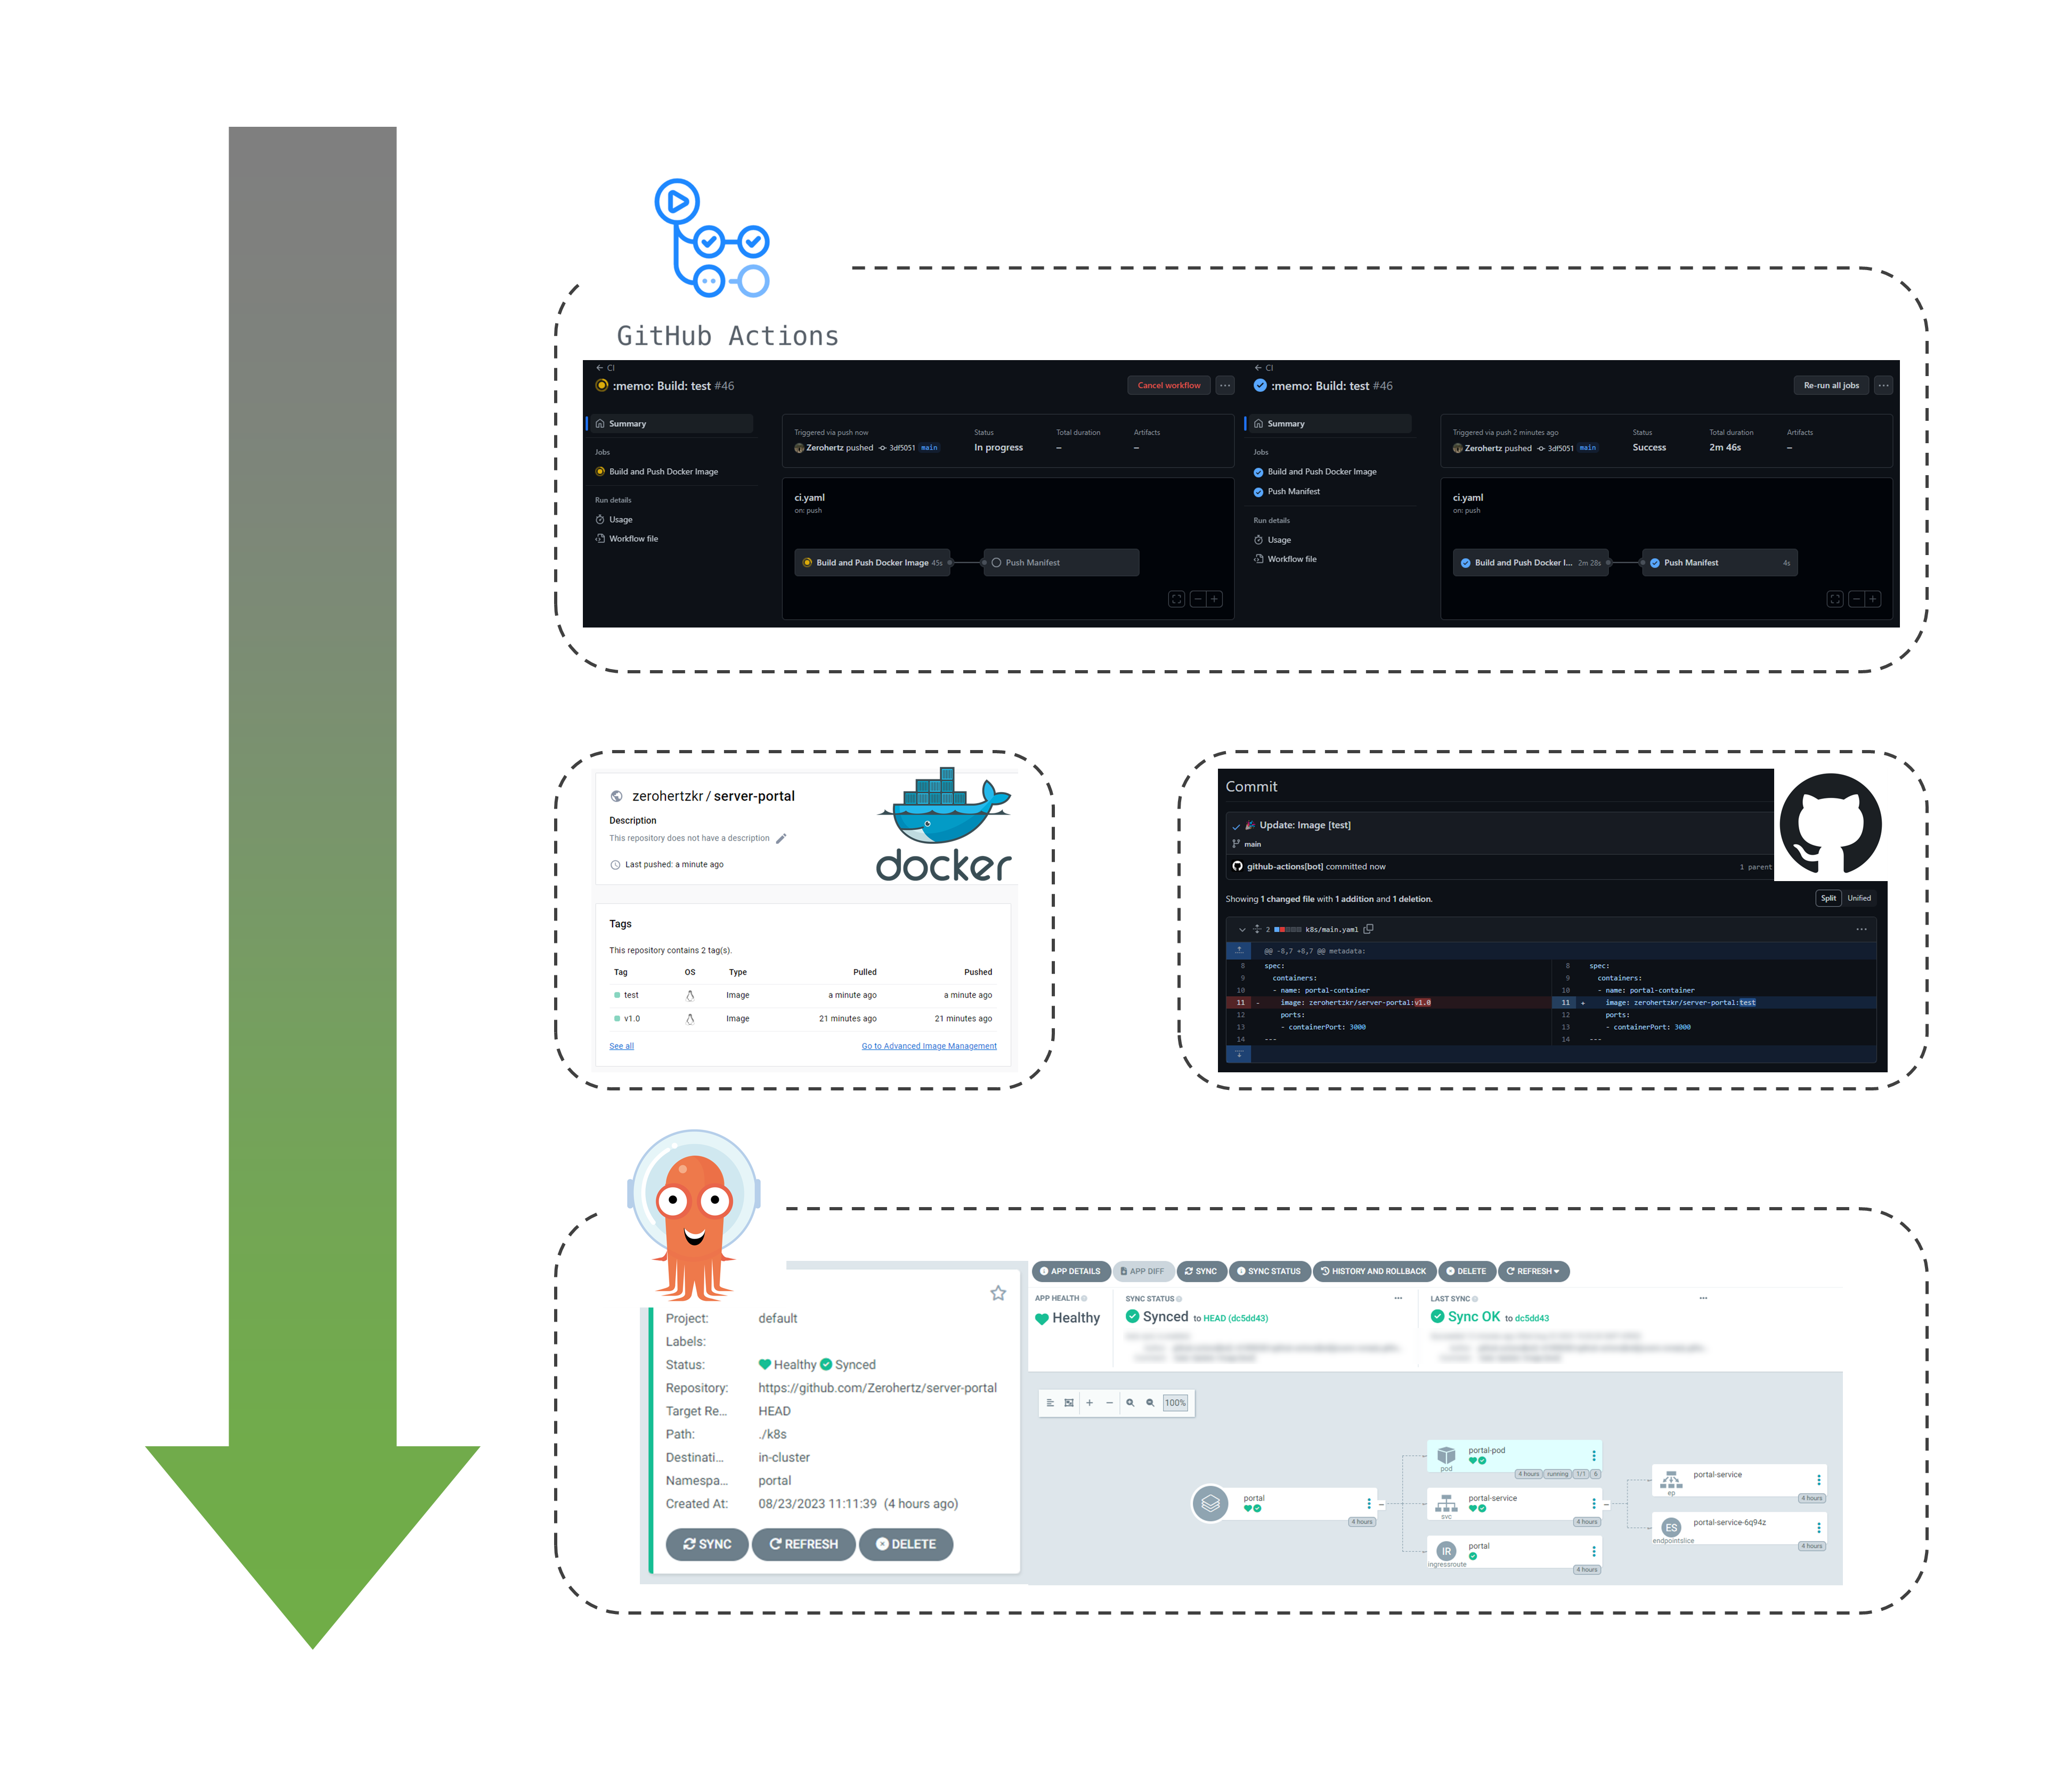 GitHub Actions
← CI
:memo: Build: test #46
Cancel workflow
Summary
Jobs
Build and Push Docker Image
Run details
Usage
Workflow file
Triggered via push now
Zerohertz pushed 3df5051 main
Status
In progress
Total duration
–
Artifacts
–
ci.yaml
on: push
Build and Push Docker Image 45s
Push Manifest
← CI
:memo: Build: test #46
Re-run all jobs
Summary
Jobs
Build and Push Docker Image
Push Manifest
Run details
Usage
Workflow file
Triggered via push 2 minutes ago
Zerohertz pushed 3df5051 main
Status
Success
Total duration
2m 46s
Artifacts
–
ci.yaml
on: push
Build and Push Docker I... 2m 28s
Push Manifest 4s
zerohertzkr / server-portal
Description
This repository does not have a description
Last pushed: a minute ago
docker
Tags
This repository contains 2 tag(s).
Tag OS Type Pulled Pushed
test Image a minute ago a minute ago
v1.0 Image 21 minutes ago 21 minutes ago
See all Go to Advanced Image Management
Commit
Update: Image [test]
main
github-actions[bot] committed now 1 parent
Showing 1 changed file with 1 addition and 1 deletion.
Split Unified
2 k8s/main.yaml
@@ -8,7 +8,7 @@ metadata:
8 spec: 8 spec:
9 containers: 9 containers:
10 - name: portal-container 10 - name: portal-container
11 - image: zerohertzkr/server-portal:v1.0 11 + image: zerohertzkr/server-portal:test
12 ports: 12 ports:
13 - containerPort: 3000 13 - containerPort: 3000
14 --- 14 ---
Project: default
Labels:
Status: Healthy Synced
Repository: https://github.com/Zerohertz/server-portal
Target Re... HEAD
Path: ./k8s
Destinati... in-cluster
Namespa... portal
Created At: 08/23/2023 11:11:39 (4 hours ago)
SYNC REFRESH DELETE
APP DETAILS APP DIFF SYNC SYNC STATUS HISTORY AND ROLLBACK DELETE REFRESH
APP HEALTH
Healthy
SYNC STATUS
Synced to HEAD (dc5dd43)
LAST SYNC
Sync OK to dc5dd43
100%
portal
4 hours
portal-pod
pod
4 hours running 1/1 6
portal-service
svc
4 hours
portal
IR
ingressroute
4 hours
portal-service
ep
4 hours
portal-service-6q94z
ES
endpointslice
4 hours